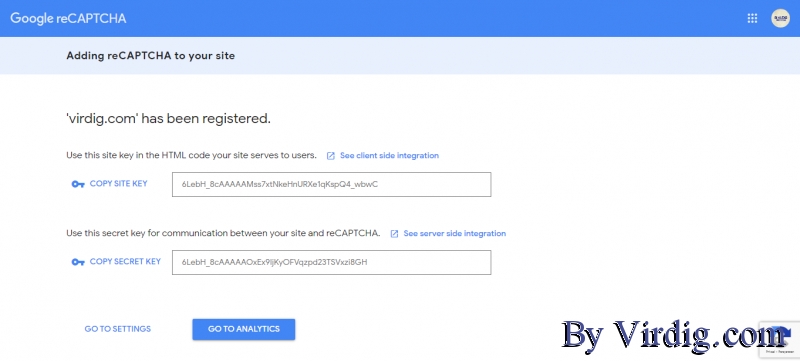 Google reCAPTCHA
Adding reCAPTCHA to your site
'virdig.com' has been registered.
Use this site key in the HTML code your site serves to users. See client side integration
COPY SITE KEY 6LebH_8cAAAAAMss7xtNkeHnURXe1qKspQ4_wbwC
Use this secret key for communication between your site and reCAPTCHA. See server side integration
COPY SECRET KEY 6LebH_8cAAAAAOxEx9ljKyOFVqzpd23TSVxzi8GH
GO TO SETTINGS GO TO ANALYTICS
By Virdig.com